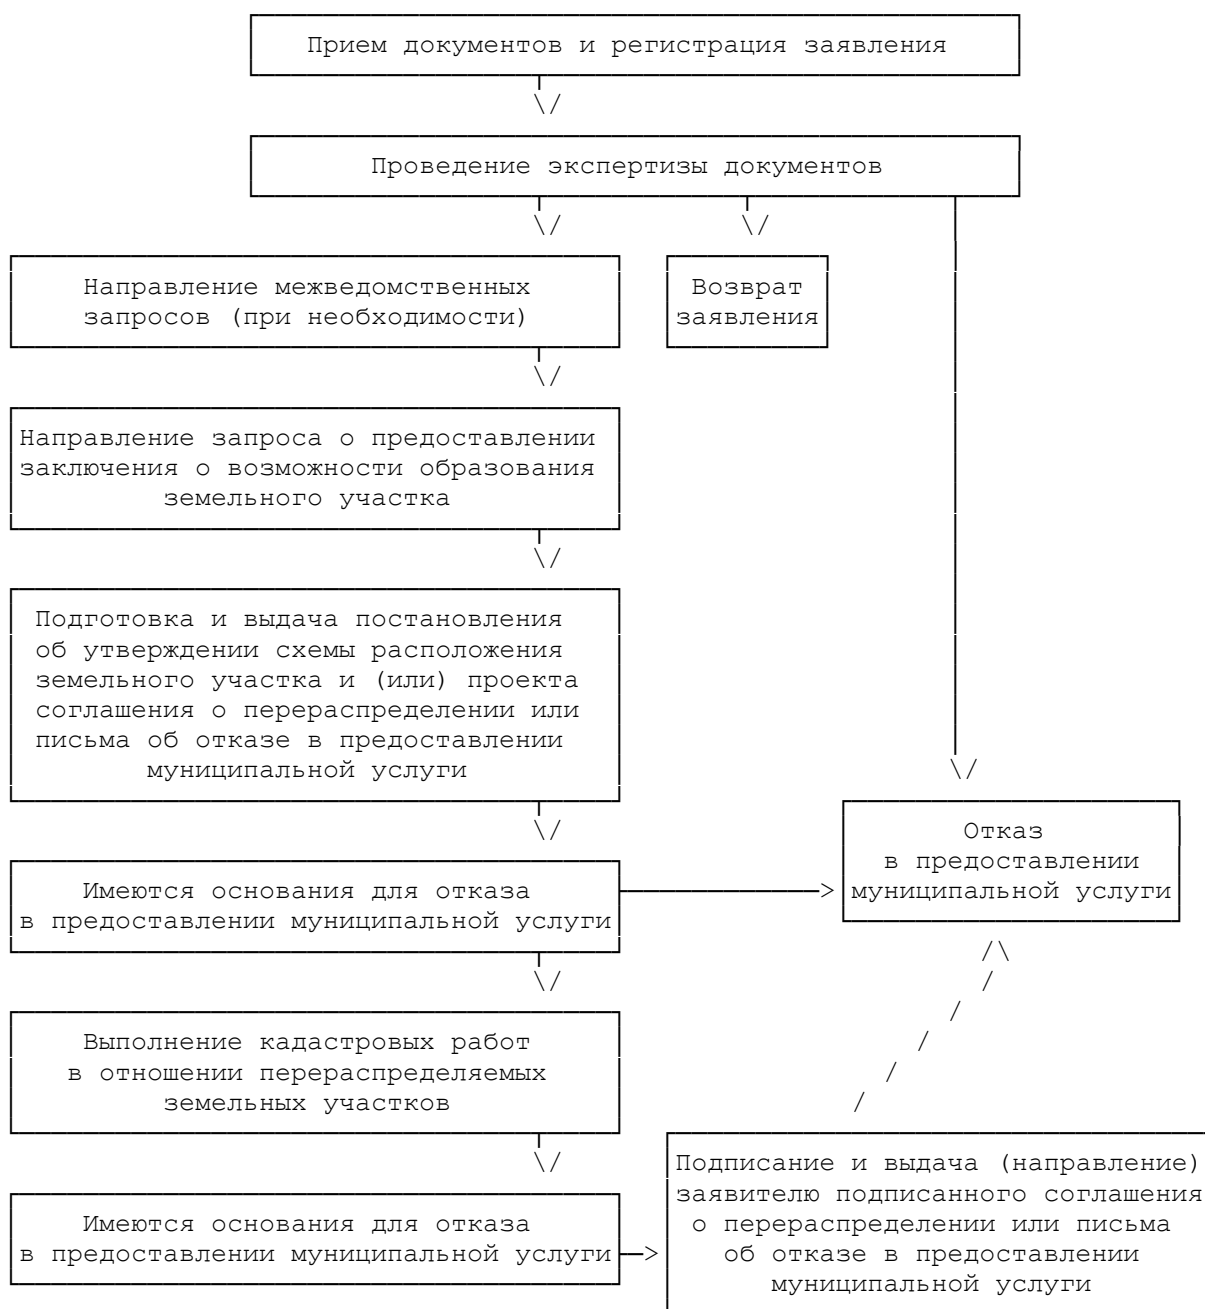 Прием документов и регистрация заявления
Проведение экспертизы документов
Направление межведомственных
запросов (при необходимости)
Возврат
заявления
Направление запроса о предоставлении
заключения о возможности образования
земельного участка
Подготовка и выдача постановления
об утверждении схемы расположения
земельного участка и (или) проекта
соглашения о перераспределении или
письма об отказе в предоставлении
муниципальной услуги
Отказ
в предоставлении
муниципальной услуги
Имеются основания для отказа
в предоставлении муниципальной услуги
Выполнение кадастровых работ
в отношении перераспределяемых
земельных участков
Имеются основания для отказа
в предоставлении муниципальной услуги
Подписание и выдача (направление)
заявителю подписанного соглашения
о перераспределении или письма
об отказе в предоставлении
муниципальной услуги